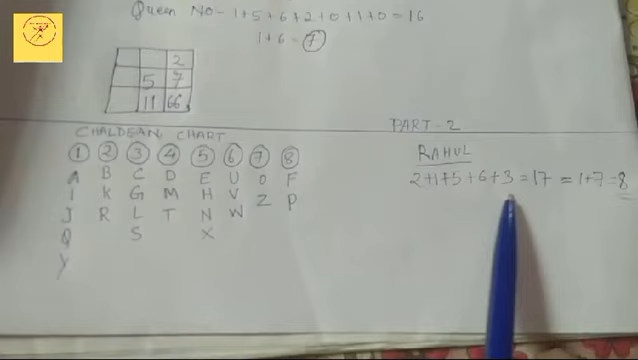 Queen NO - 1+5+6+2+0+1+0=16
1+6=7
2
5 7
11 66
PART-2
CHALDEAN CHART
1 2 3 4 5 6 7 8
A B C D E U O F
I K G M H V Z P
J R L T N W
Q S X
Y
RAHUL
2+1+5+6+3=17=1+7=8